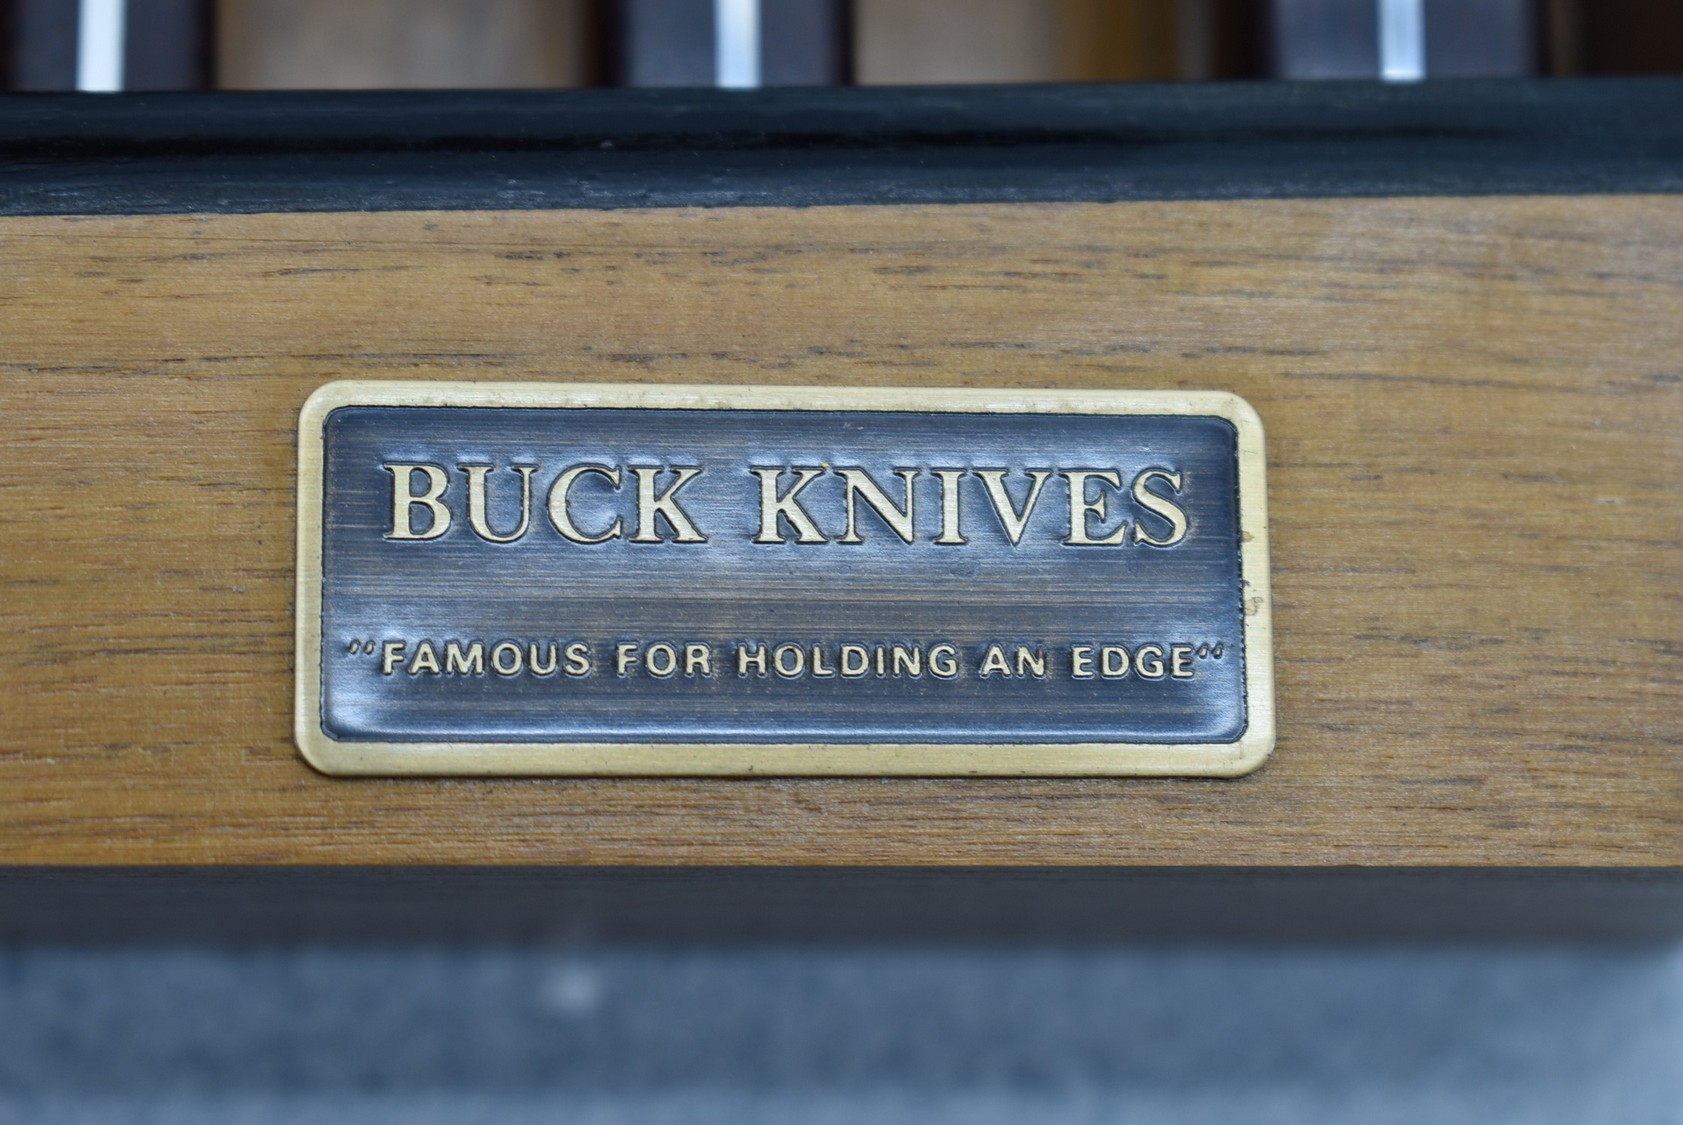 BUCK KNIVES
“FAMOUS FOR HOLDING AN EDGE“